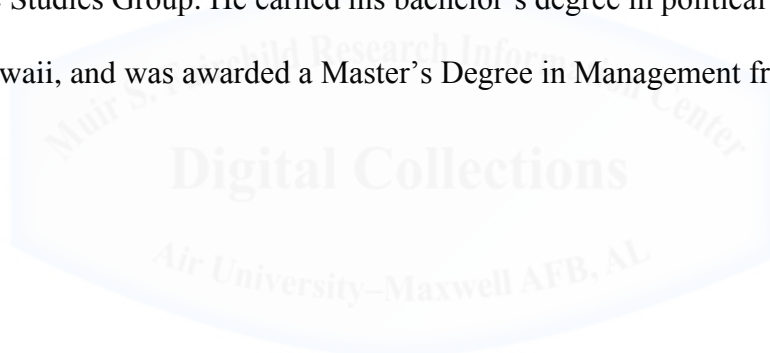 Studies Group. He earned his bachelor’s degree in political
waii, and was awarded a Master’s Degree in Management fr
Muir S. Fairchild Research Information Center
Digital Collections
Air University–Maxwell AFB, AL